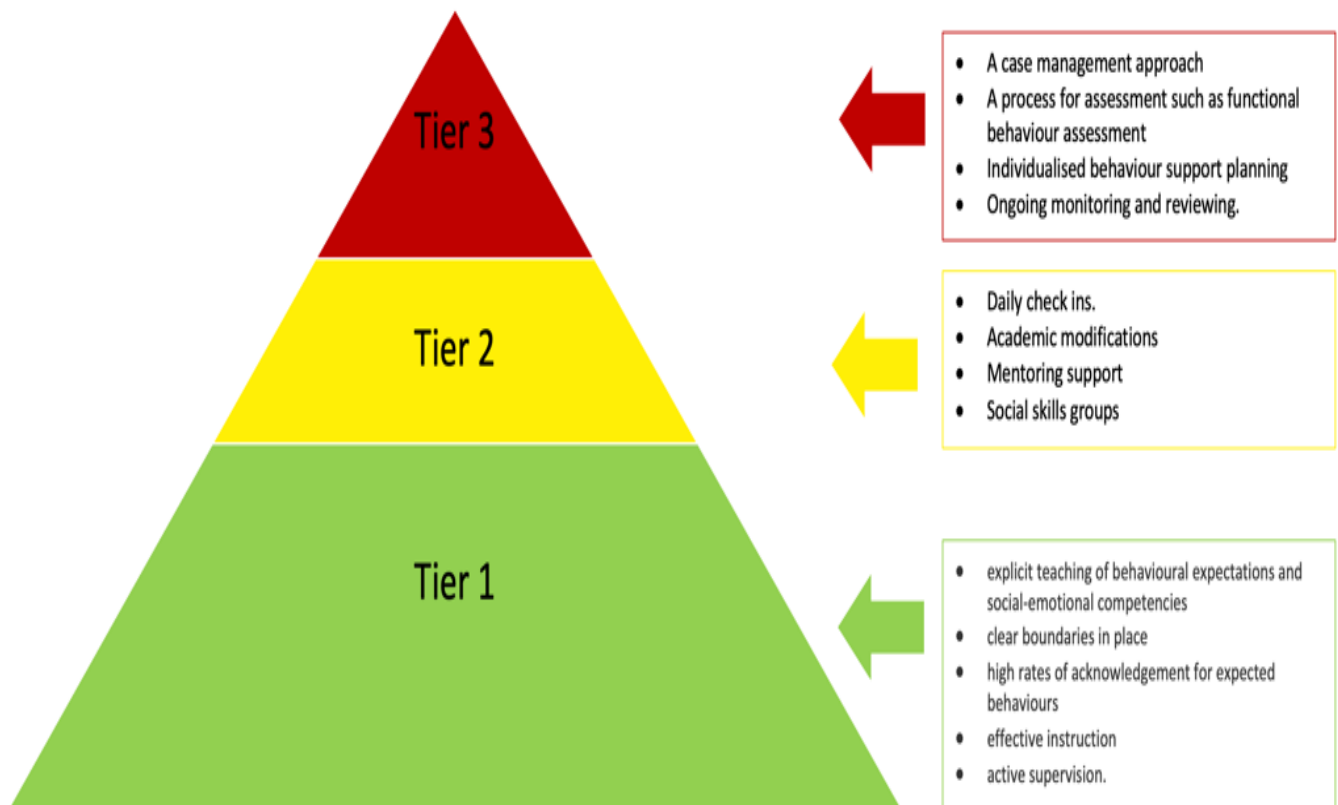 Tier 3
• A case management approach
• A process for assessment such as functional
behaviour assessment
• Individualised behaviour support planning
• Ongoing monitoring and reviewing.
Tier 2
• Daily check ins.
• Academic modifications
• Mentoring support
• Social skills groups
Tier 1
• explicit teaching of behavioural expectations and
social-emotional competencies
• clear boundaries in place
• high rates of acknowledgement for expected
behaviours
• effective instruction
• active supervision.